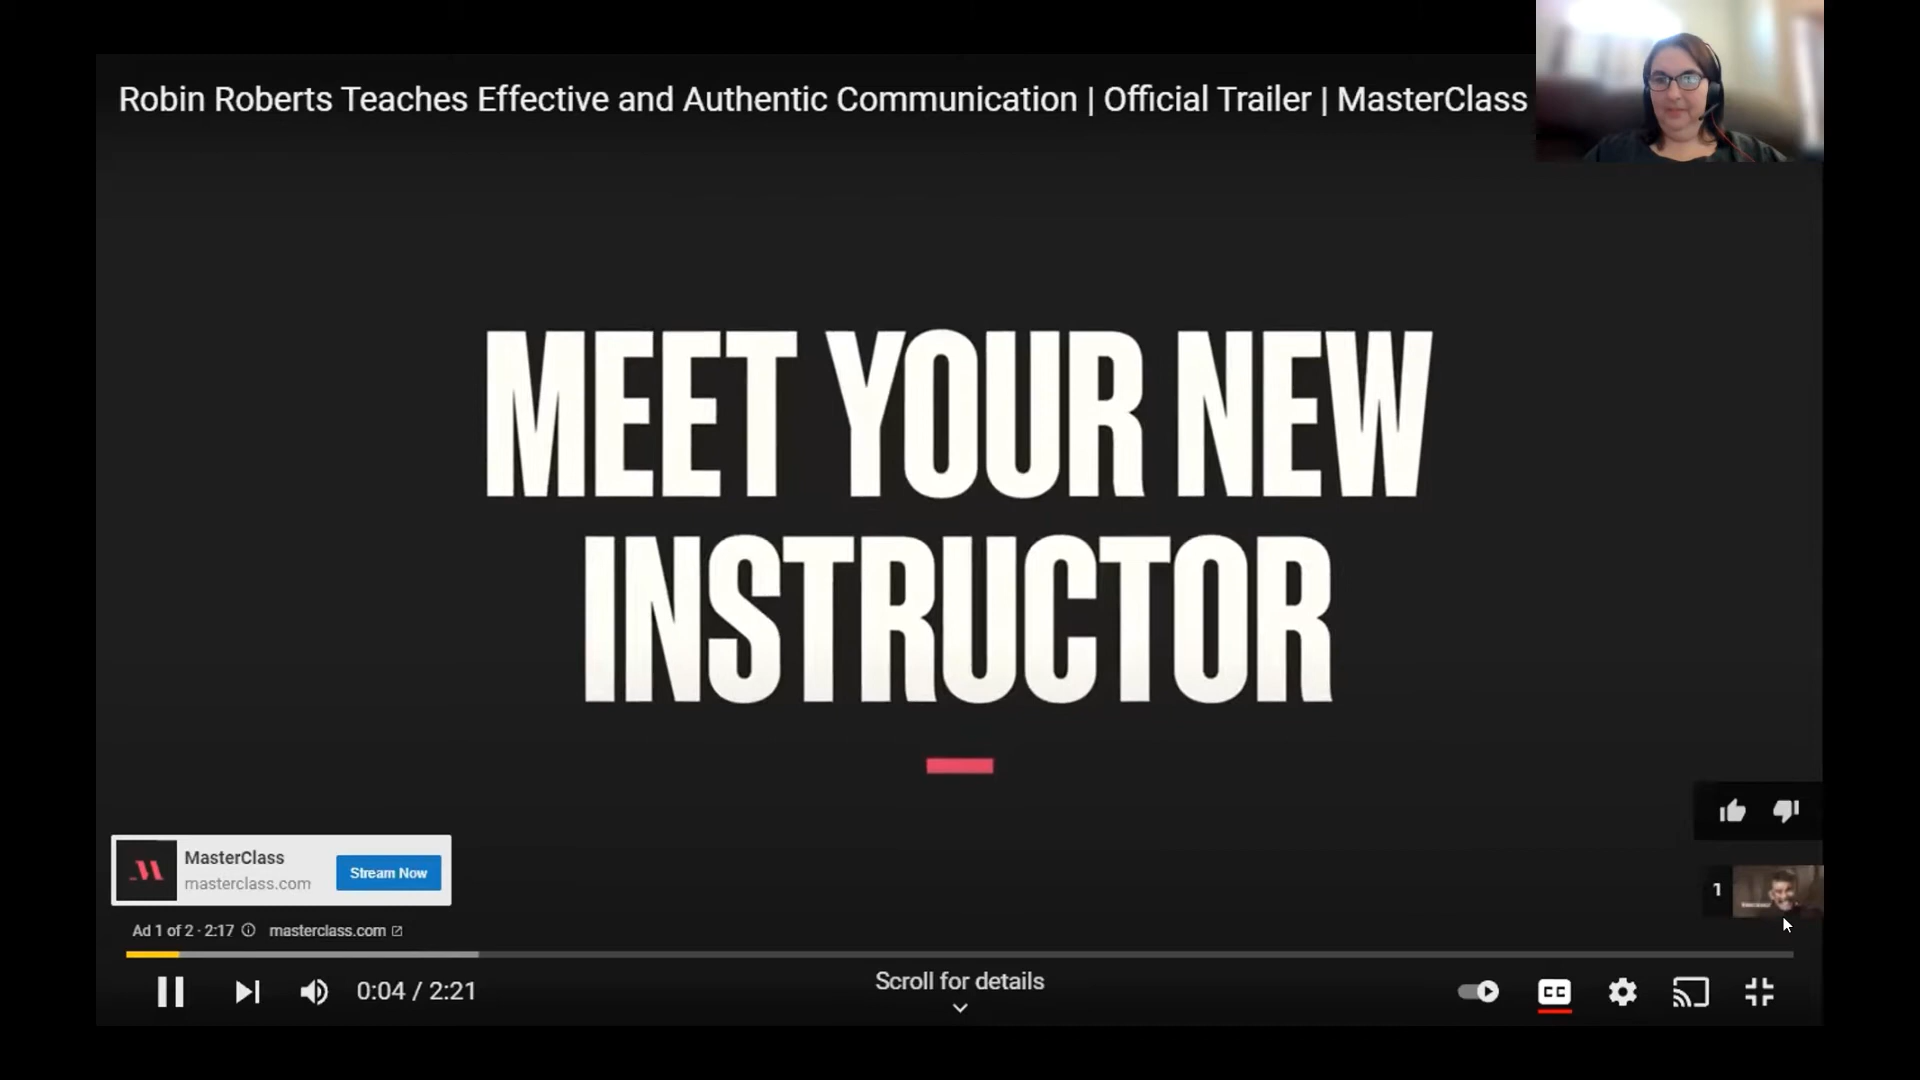 Robin Roberts Teaches Effective and Authentic Communication | Official Trailer | MasterClass
MEET YOUR NEW
INSTRUCTOR
MasterClass
masterclass.com
Stream Now
1
Ad 1 of 2 · 2:17
masterclass.com
0:04 / 2:21
Scroll for details
CC